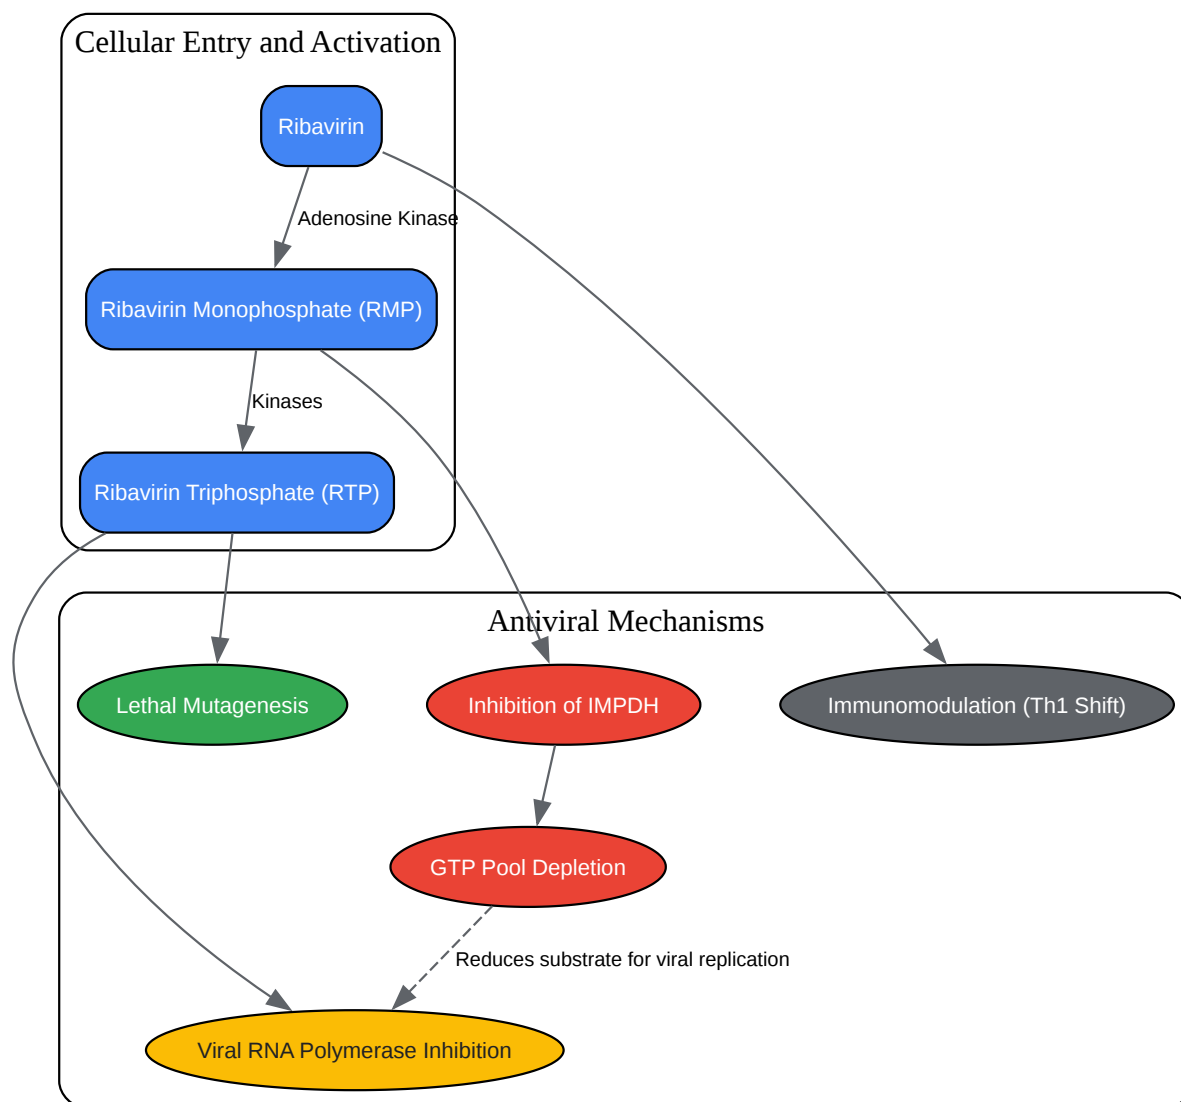 Cellular Entry and Activation
Ribavirin
Adenosine Kinase
Ribavirin Monophosphate (RMP)
Kinases
Ribavirin Triphosphate (RTP)
Antiviral Mechanisms
Lethal Mutagenesis
Inhibition of IMPDH
Immunomodulation (Th1 Shift)
GTP Pool Depletion
Reduces substrate for viral replication
Viral RNA Polymerase Inhibition